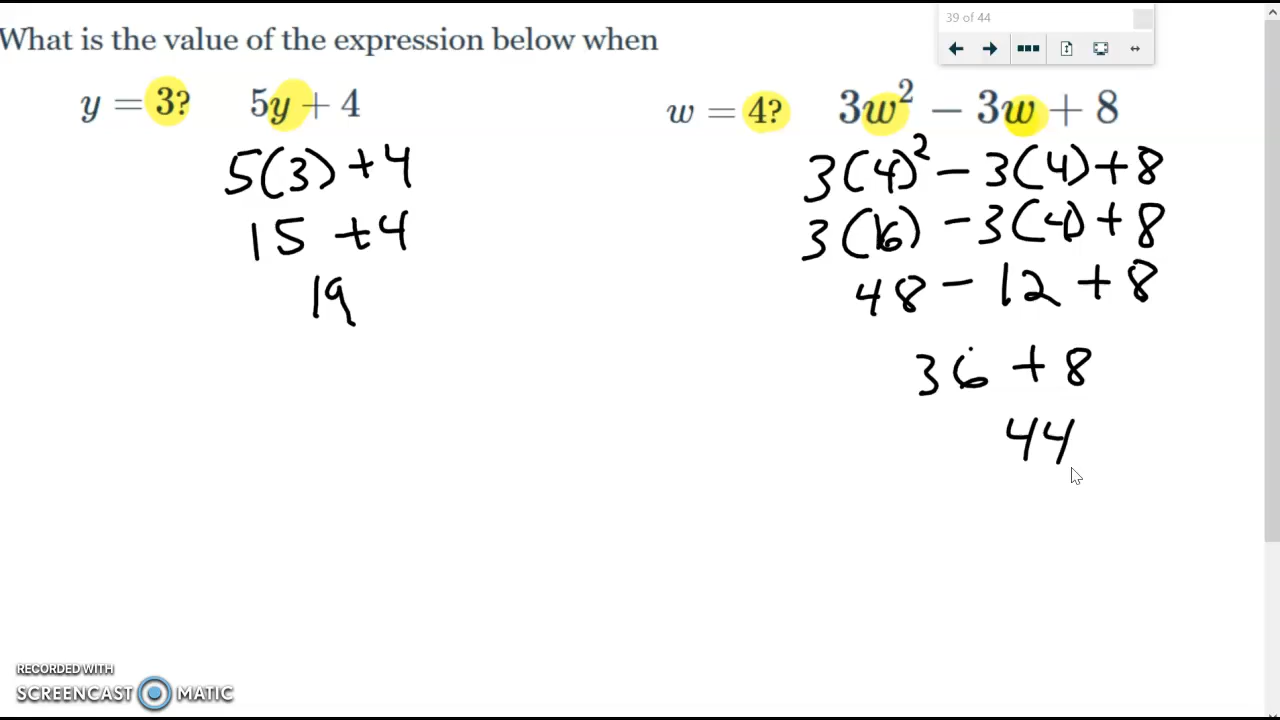 39 of 44
What is the value of the expression below when
y = 3? 5y + 4
5(3) + 4
15 + 4
19
w = 4? 3w² − 3w + 8
3(4)² − 3(4) + 8
3(16) − 3(4) + 8
48 − 12 + 8
36 + 8
44
RECORDED WITH
SCREENCAST MATIC